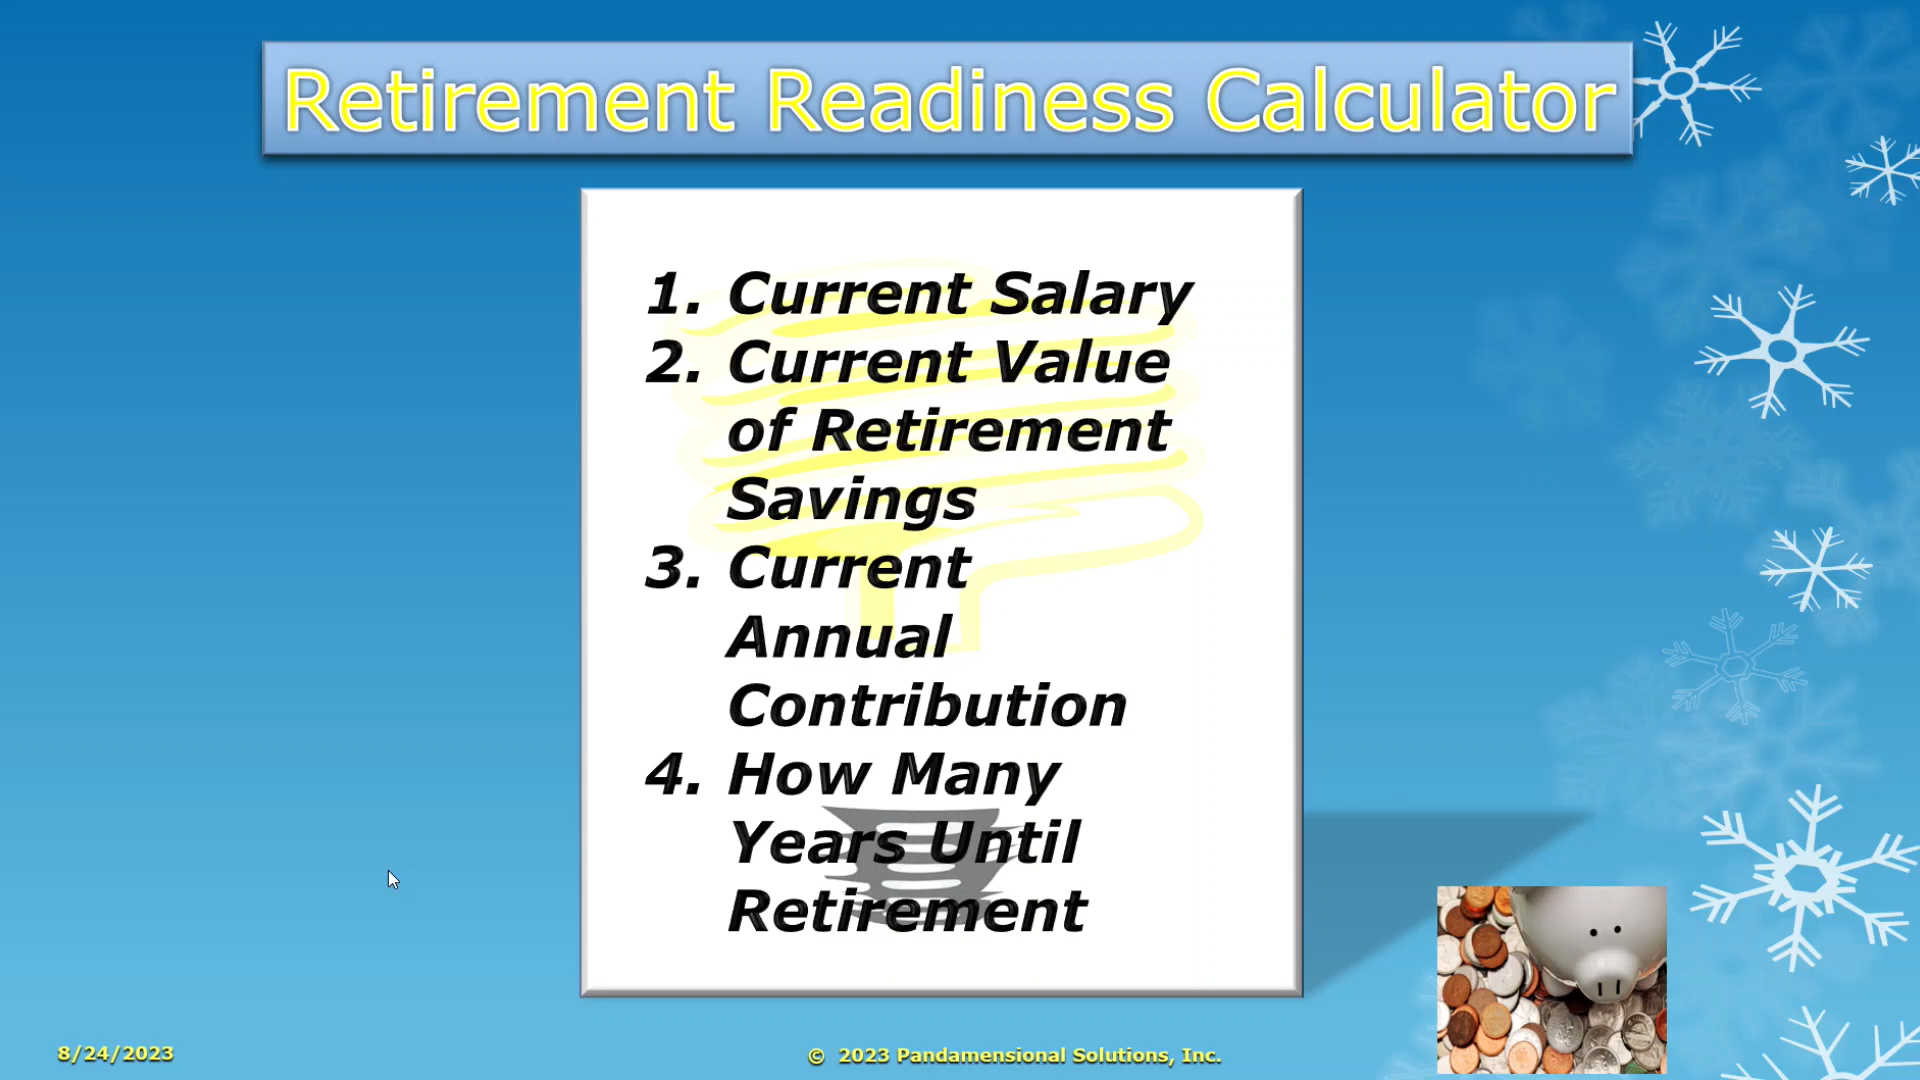 Retirement Readiness Calculator
1. Current Salary
2. Current Value
of Retirement
Savings
3. Current
Annual
Contribution
4. How Many
Years Until
Retirement
8/24/2023
© 2023 Pandamensional Solutions, Inc.